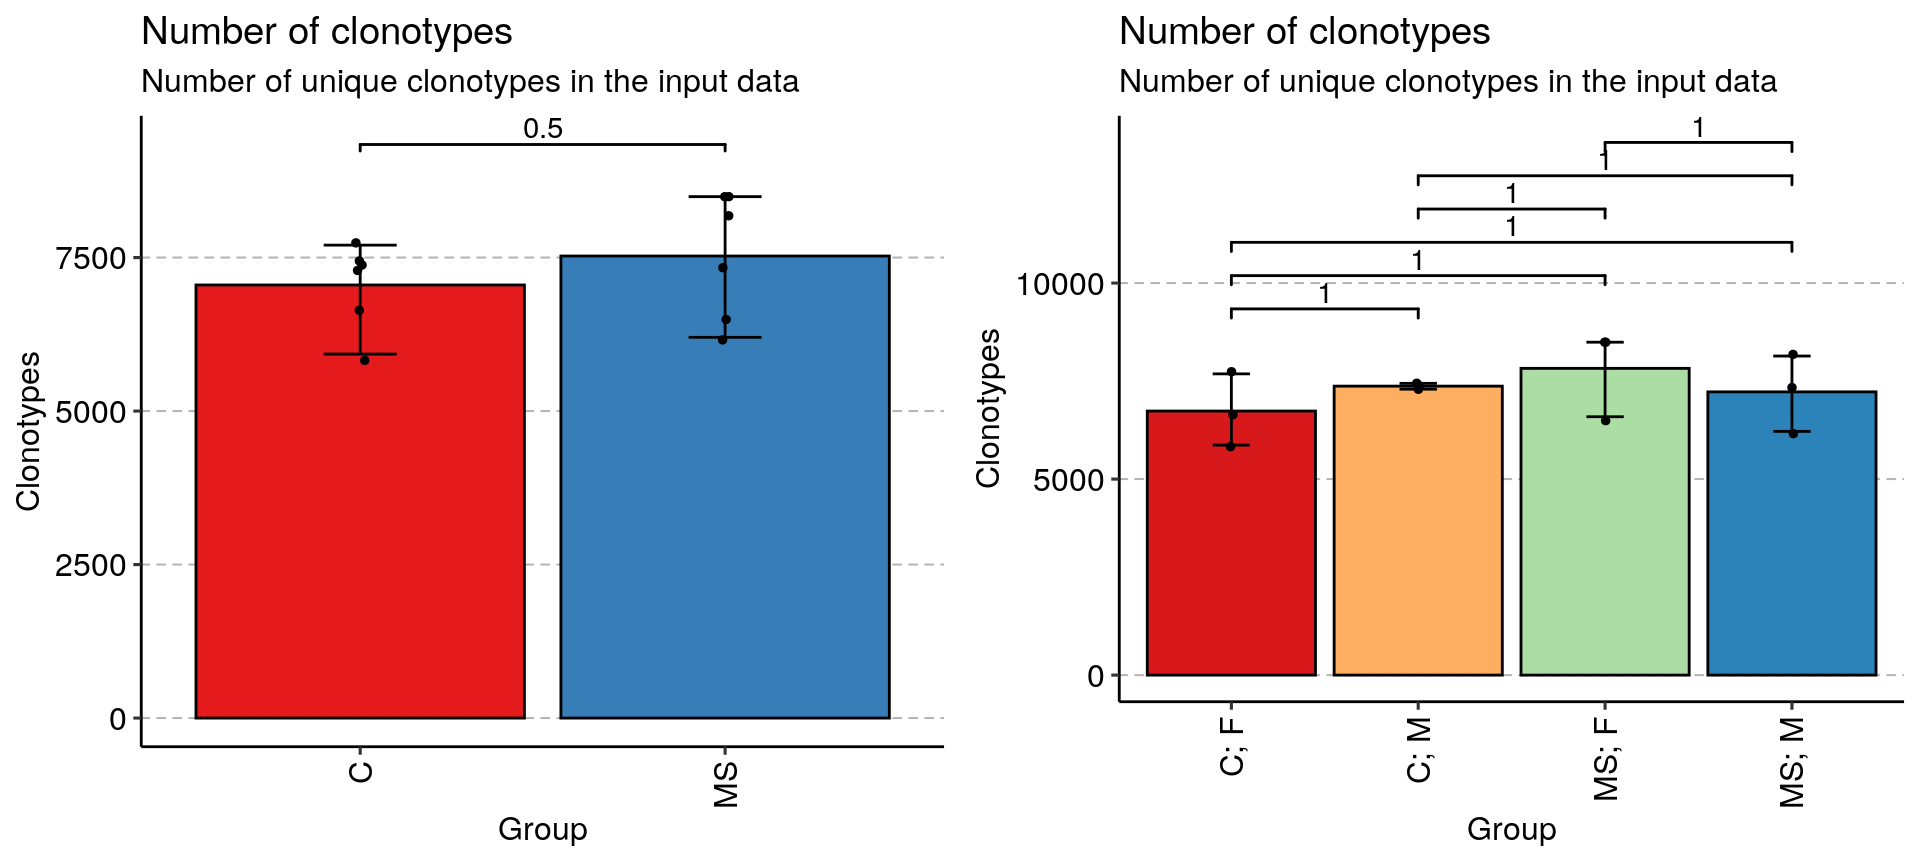 Number of clonotypes
Number of unique clonotypes in the input data
0.5
7500
5000
2500
0
Clonotypes
C
MS
Group
Number of clonotypes
Number of unique clonotypes in the input data
1
1
1
1
1
1
10000
5000
0
Clonotypes
C; F
C; M
MS; F
MS; M
Group